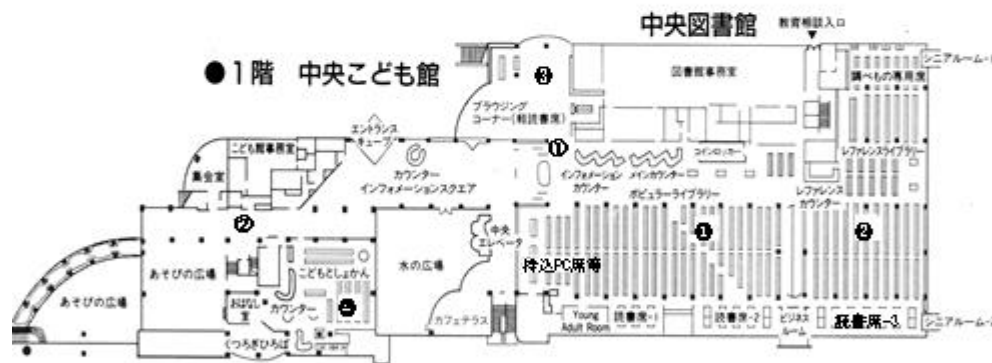 中央図書館
教育相談入口
●1階 中央こども館
❸
図書館事務室
調べもの専用席
シニアルーム-
ブラウジング
コーナー(軽読書席)
エントランス
キューブ
こども館事務室
集会室
カウンター
インフォメーションスクエア
①
インフォメーション
カウンター
メインカウンター
コインロッカー
レファレンスライブラリー
ポピュラーライブラリー
レファレンス
カウンター
②
中央
エレベータ
❶
❷
あそびの広場
こどもとしょかん
水の広場
持込PC席等
あそびの広場
おはなし
室
カウンター
カフェテラス
Young
Adult Room
読書席-1
読書席-2
ビジネス
ルーム
読書席-3
シニアルーム-
くつろぎひろば